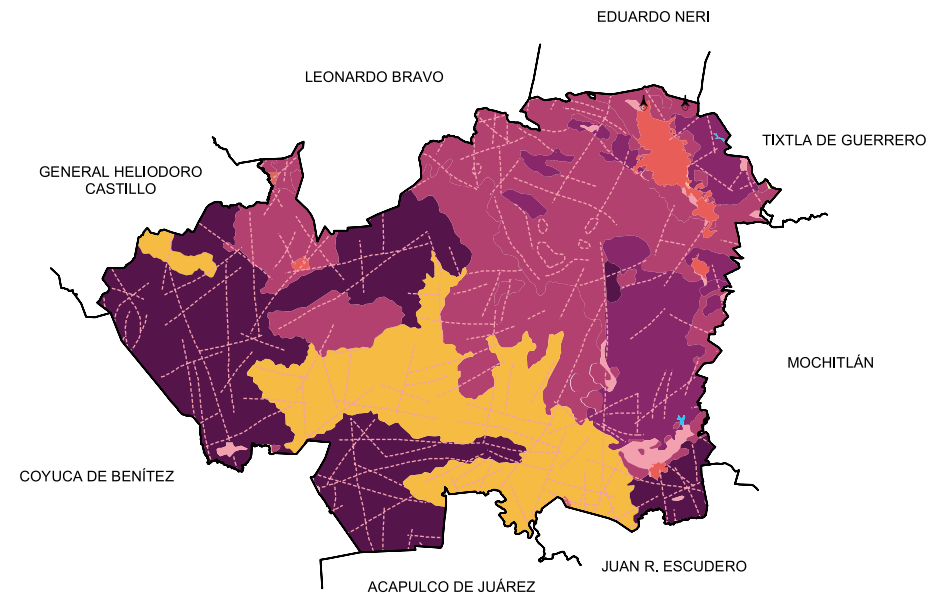 EDUARDO NERI
LEONARDO BRAVO
TIXTLA DE GUERRERO
GENERAL HELIODORO
CASTILLO
MOCHITLÁN
COYUCA DE BENÍTEZ
JUAN R. ESCUDERO
ACAPULCO DE JUÁREZ